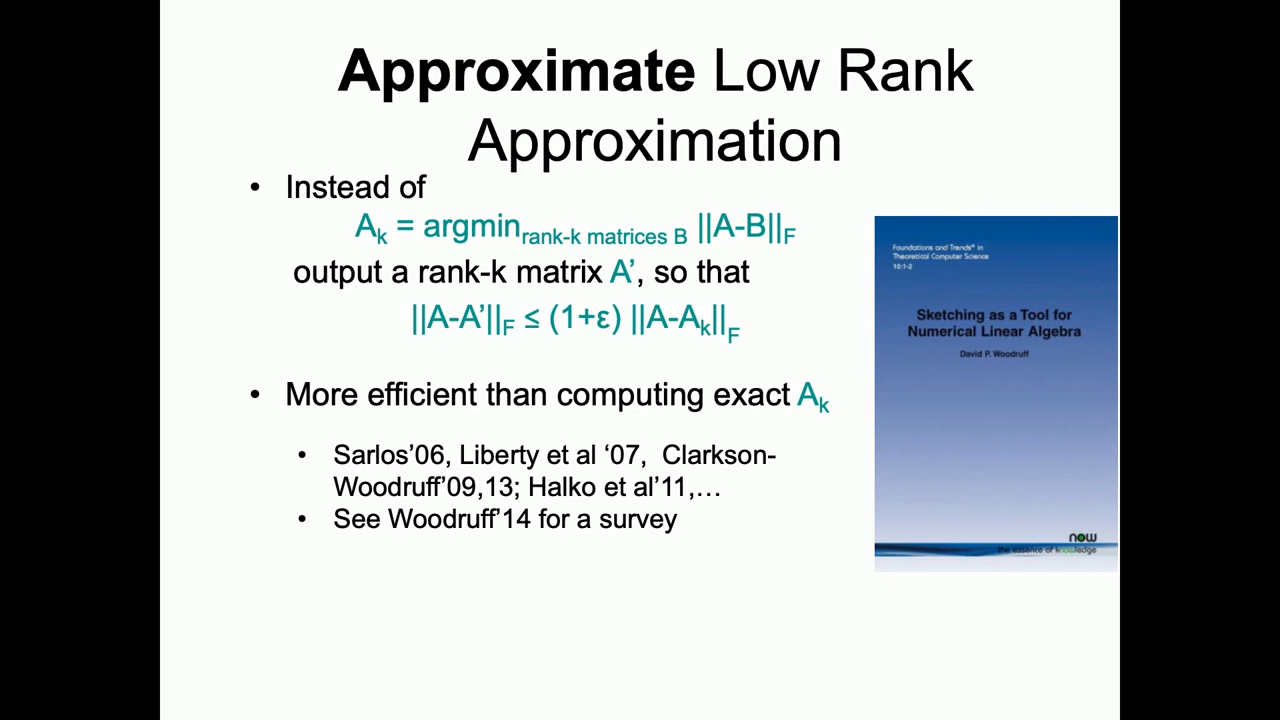 Approximate Low Rank
Approximation
• Instead of
Aₖ = argmin rank-k matrices B ||A-B||F
output a rank-k matrix A’, so that
||A-A’||F ≤ (1+ε) ||A-Aₖ||F
• More efficient than computing exact Aₖ
• Sarlos’06, Liberty et al ‘07, Clarkson-
Woodruff’09,13; Halko et al’11,…
• See Woodruff’14 for a survey
Foundations and Trends® in
Theoretical Computer Science
10:1-2
Sketching as a Tool for
Numerical Linear Algebra
David P. Woodruff
now
the essence of knowledge